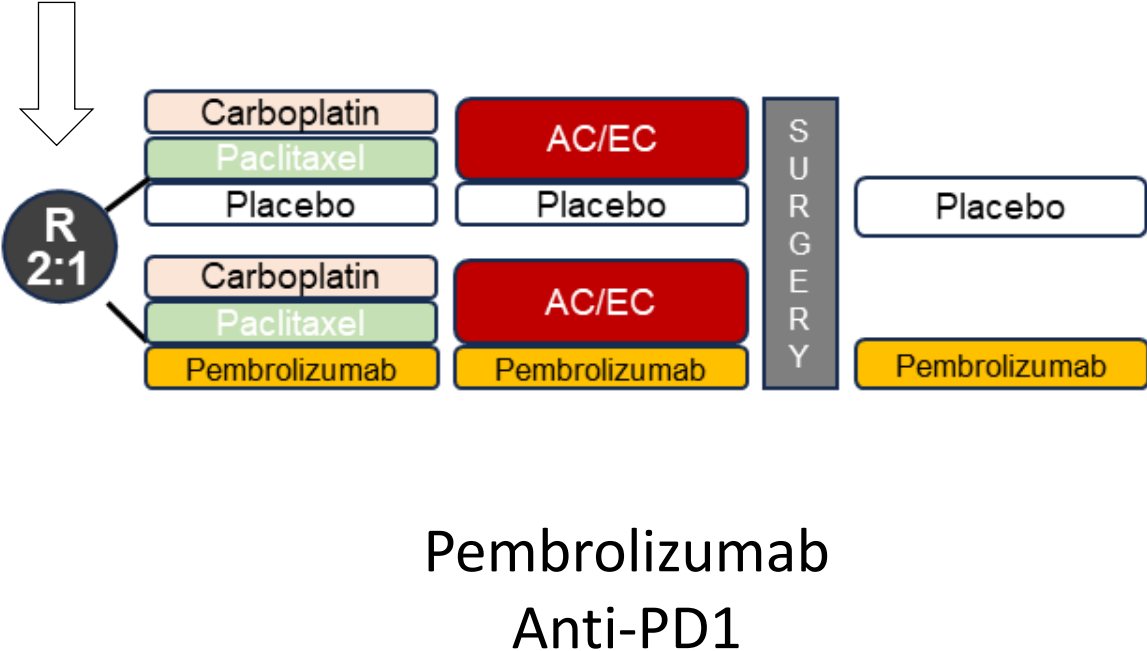 R
2:1
Carboplatin
Paclitaxel
Placebo
AC/EC
Placebo
Carboplatin
Paclitaxel
Pembrolizumab
AC/EC
Pembrolizumab
SURGERY
Placebo
Pembrolizumab
Pembrolizumab
Anti-PD1